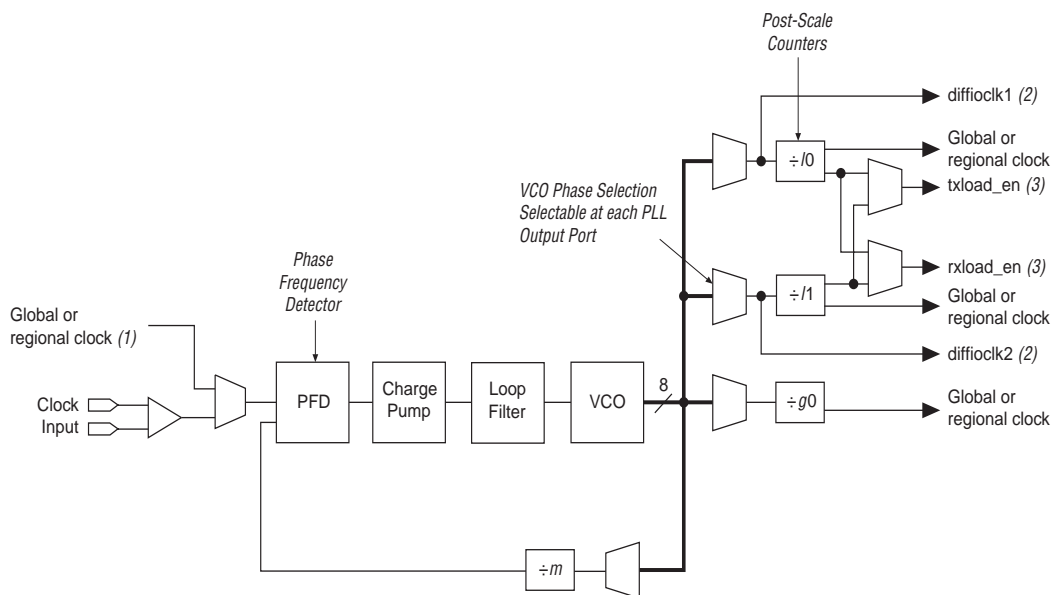 Post-Scale
Counters
diffioclk1 (2)
Global or
regional clock
÷l0
txload_en (3)
VCO Phase Selection
Selectable at each PLL
Output Port
rxload_en (3)
÷l1
Global or
regional clock
diffioclk2 (2)
Phase
Frequency
Detector
Global or
regional clock (1)
Clock
Input
PFD
Charge
Pump
Loop
Filter
VCO
8
÷g0
Global or
regional clock
÷m